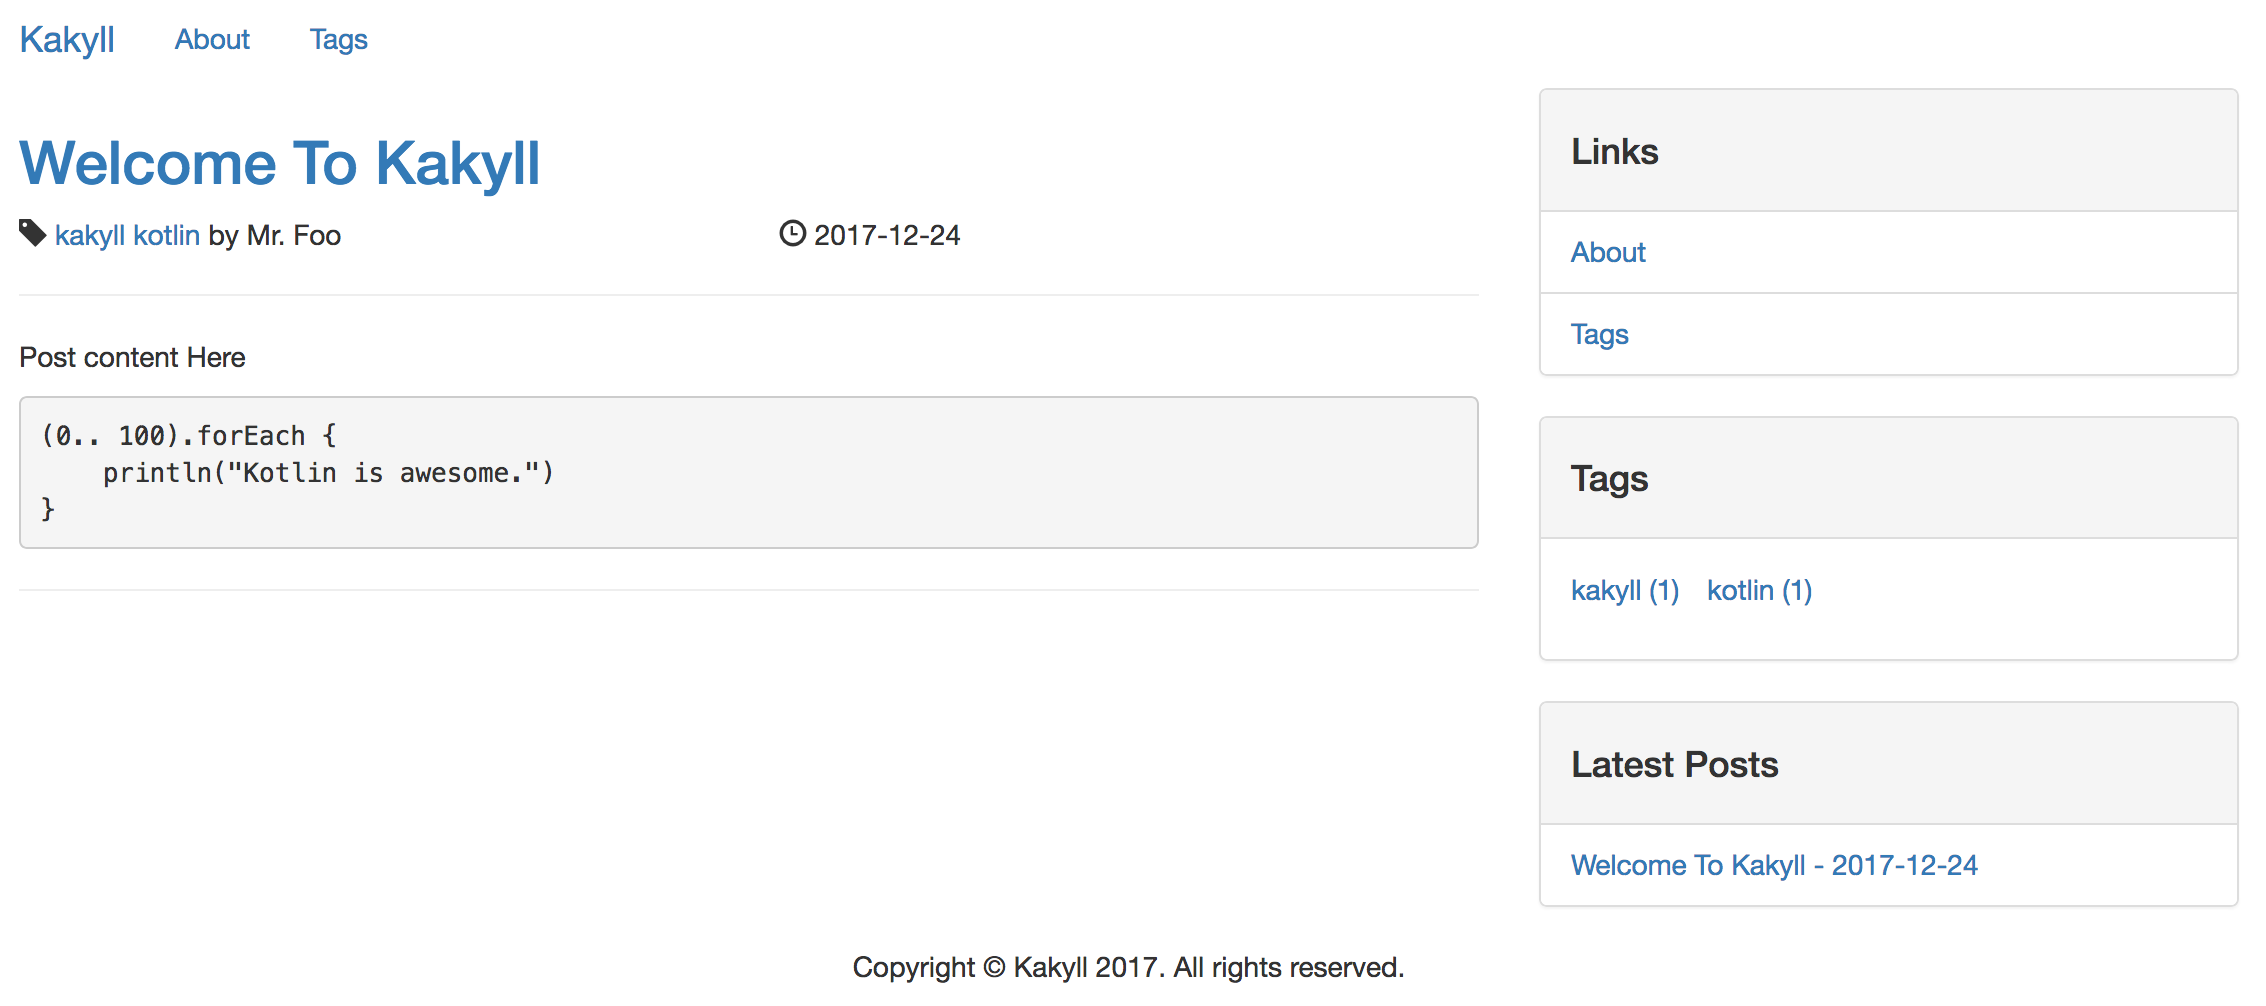 Kakyll About Tags
Welcome To Kakyll
kakyll kotlin by Mr. Foo 2017-12-24
Post content Here
(0.. 100).forEach {
    println("Kotlin is awesome.")
}
Links
About
Tags
Tags
kakyll (1) kotlin (1)
Latest Posts
Welcome To Kakyll - 2017-12-24
Copyright © Kakyll 2017. All rights reserved.